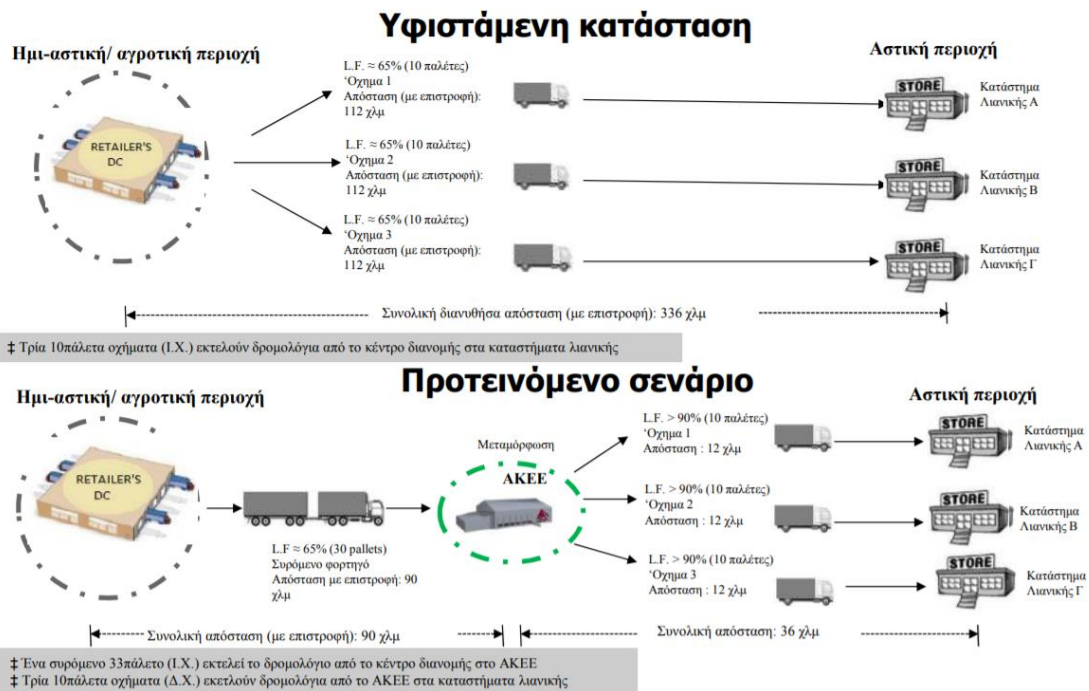 Υφιστάμενη κατάσταση
Ημι-αστική/ αγροτική περιοχή
Αστική περιοχή
RETAILER'S
DC
L.F. ≈ 65% (10 παλέτες)
‘Οχημα 1
Απόσταση (με επιστροφή):
112 χλμ
STORE
Κατάστημα
Λιανικής Α
L.F. ≈ 65% (10 παλέτες)
‘Οχημα 2
Απόσταση (με επιστροφή):
112 χλμ
STORE
Κατάστημα
Λιανικής Β
L.F. ≈ 65% (10 παλέτες)
‘Οχημα 3
Απόσταση (με επιστροφή):
112 χλμ
STORE
Κατάστημα
Λιανικής Γ
Συνολική διανυθήσα απόσταση (με επιστροφή): 336 χλμ
‡ Τρία 10πάλετα οχήματα (Ι.Χ.) εκτελούν δρομολόγια από το κέντρο διανομής στα καταστήματα λιανικής
Προτεινόμενο σενάριο
Ημι-αστική/ αγροτική περιοχή
Αστική περιοχή
RETAILER'S
DC
L.F ≈ 65% (30 pallets)
Συρόμενο φορτηγό
Απόσταση με επιστροφή: 90
χλμ
Μεταμόρφωση
ΑΚΕΕ
L.F. > 90% (10 παλέτες)
‘Οχημα 1
Απόσταση : 12 χλμ
STORE
Κατάστημα
Λιανικής Α
L.F. > 90% (10 παλέτες)
‘Οχημα 2
Απόσταση : 12 χλμ
STORE
Κατάστημα
Λιανικής Β
L.F. > 90% (10 παλέτες)
‘Οχημα 3
Απόσταση : 12 χλμ
STORE
Κατάστημα
Λιανικής Γ
Συνολική απόσταση (με επιστροφή): 90 χλμ
Συνολική απόσταση: 36 χλμ
‡ Ένα συρόμενο 33πάλετο (Ι.Χ.) εκτελεί το δρομολόγιο από το κέντρο διανομής στο ΑΚΕΕ
‡ Τρία 10πάλετα οχήματα (Δ.Χ.) εκετλούν δρομολόγια από το ΑΚΕΕ στα καταστήματα λιανικής